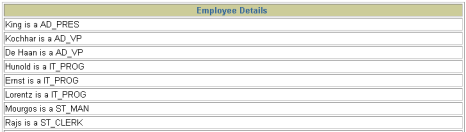 Employee Details
King is a AD_PRES
Kochhar is a AD_VP
De Haan is a AD_VP
Hunold is a IT_PROG
Ernst is a IT_PROG
Lorentz is a IT_PROG
Mourgos is a ST_MAN
Rajs is a ST_CLERK